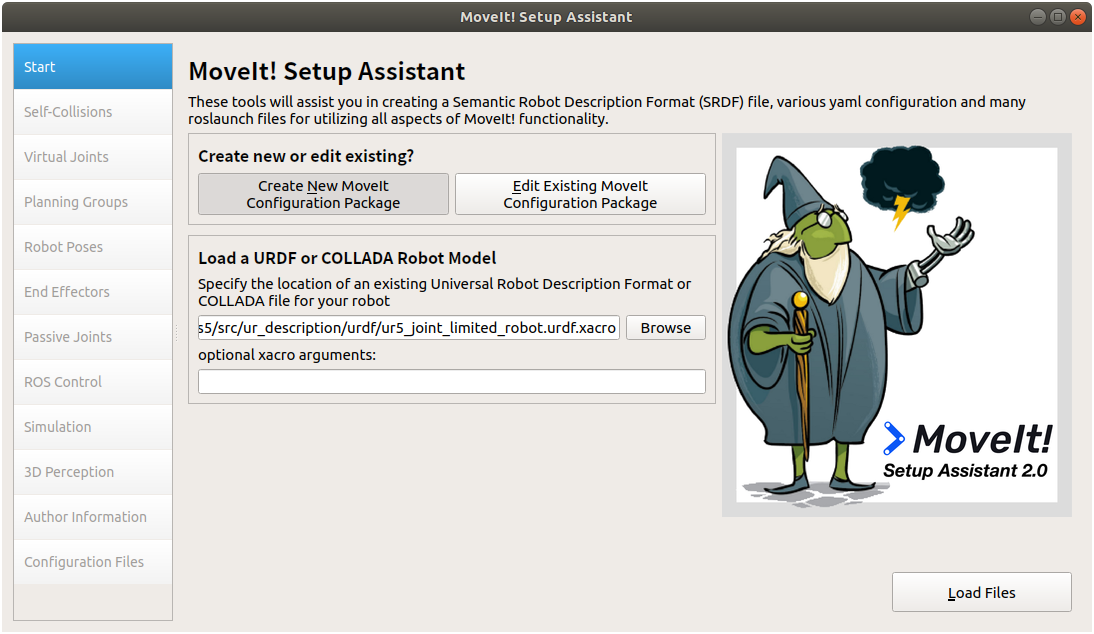 MoveIt! Setup Assistant
Start
Self-Collisions
Virtual Joints
Planning Groups
Robot Poses
End Effectors
Passive Joints
ROS Control
Simulation
3D Perception
Author Information
Configuration Files
MoveIt! Setup Assistant
These tools will assist you in creating a Semantic Robot Description Format (SRDF) file, various yaml configuration and many
roslaunch files for utilizing all aspects of MoveIt! functionality.
Create new or edit existing?
Create New MoveIt
Configuration Package
Edit Existing MoveIt
Configuration Package
Load a URDF or COLLADA Robot Model
Specify the location of an existing Universal Robot Description Format or
COLLADA file for your robot
s5/src/ur_description/urdf/ur5_joint_limited_robot.urdf.xacro
Browse
optional xacro arguments:
MoveIt!
Setup Assistant 2.0
Load Files